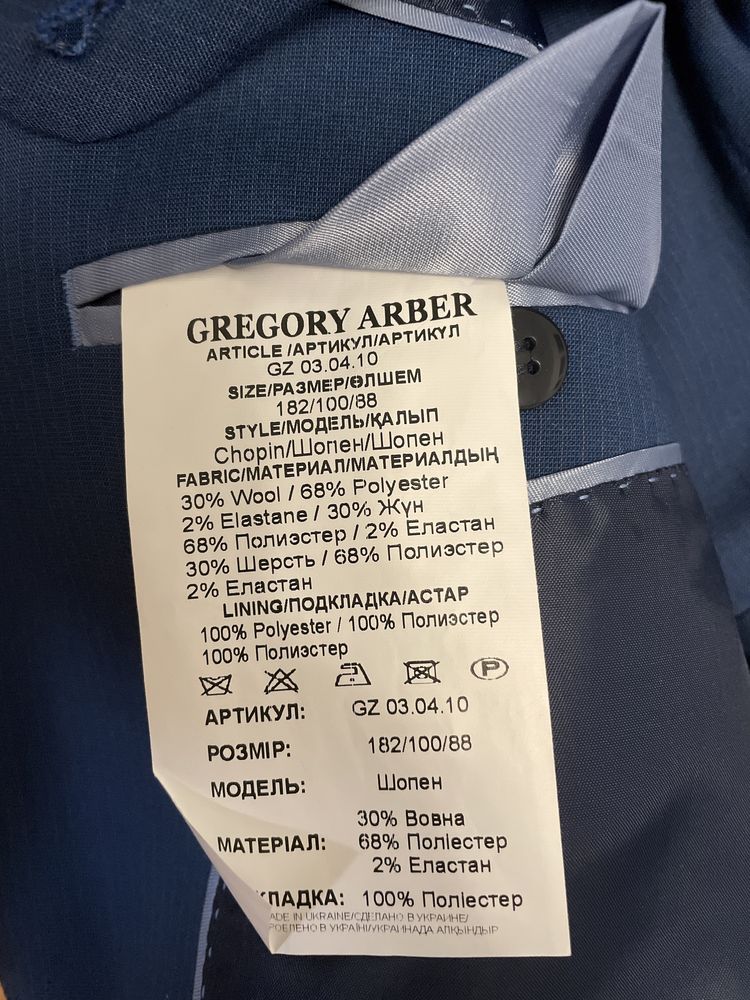 GREGORY ARBER
ARTICLE /АРТИКУЛ/АРТИКҮЛ
GZ 03.04.10
SIZE/РАЗМЕР/ӨЛШЕМ
182/100/88
STYLE/МОДЕЛЬ/ҚАЛЫП
Chopin/Шопен/Шопен
FABRIC/МАТЕРИАЛ/МАТЕРИАЛДЫҢ
30% Wool / 68% Polyester
2% Elastane / 30% Жүн
68% Полиэстер / 2% Еластан
30% Шерсть / 68% Полиэстер
2% Еластан
LINING/ПОДКЛАДКА/АСТАР
100% Polyester / 100% Полиэстер
100% Полиэстер
P
АРТИКУЛ: GZ 03.04.10
РОЗМІР: 182/100/88
МОДЕЛЬ: Шопен
МАТЕРІАЛ: 30% Вовна
68% Поліестер
2% Еластан
КЛАДКА: 100% Поліестер
ADE IN UKRAINE/СДЕЛАНО В УКРАИНЕ/
РОБЛЕНО В УКРАЇНІ/УКРАИНАДА АЛҚЫНДЫР